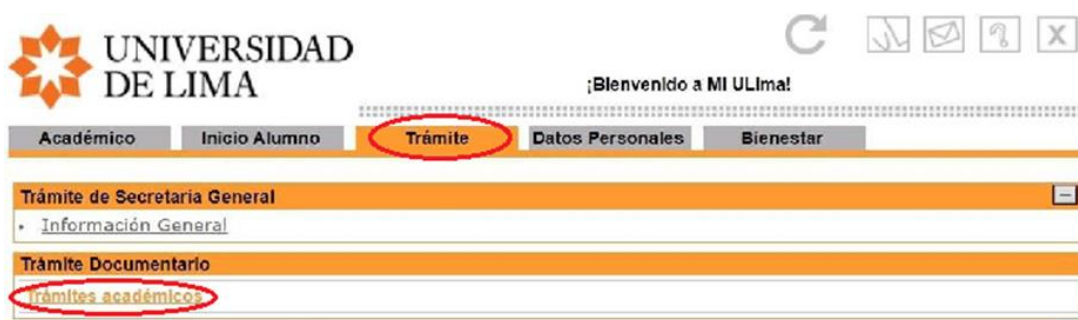 UNIVERSIDAD
DE LIMA
¡Bienvenido a MI ULima!
Académico Inicio Alumno Trámite Datos Personales Bienestar
Trámite de Secretaria General
Información General
Trámite Documentario
Trámites académicos